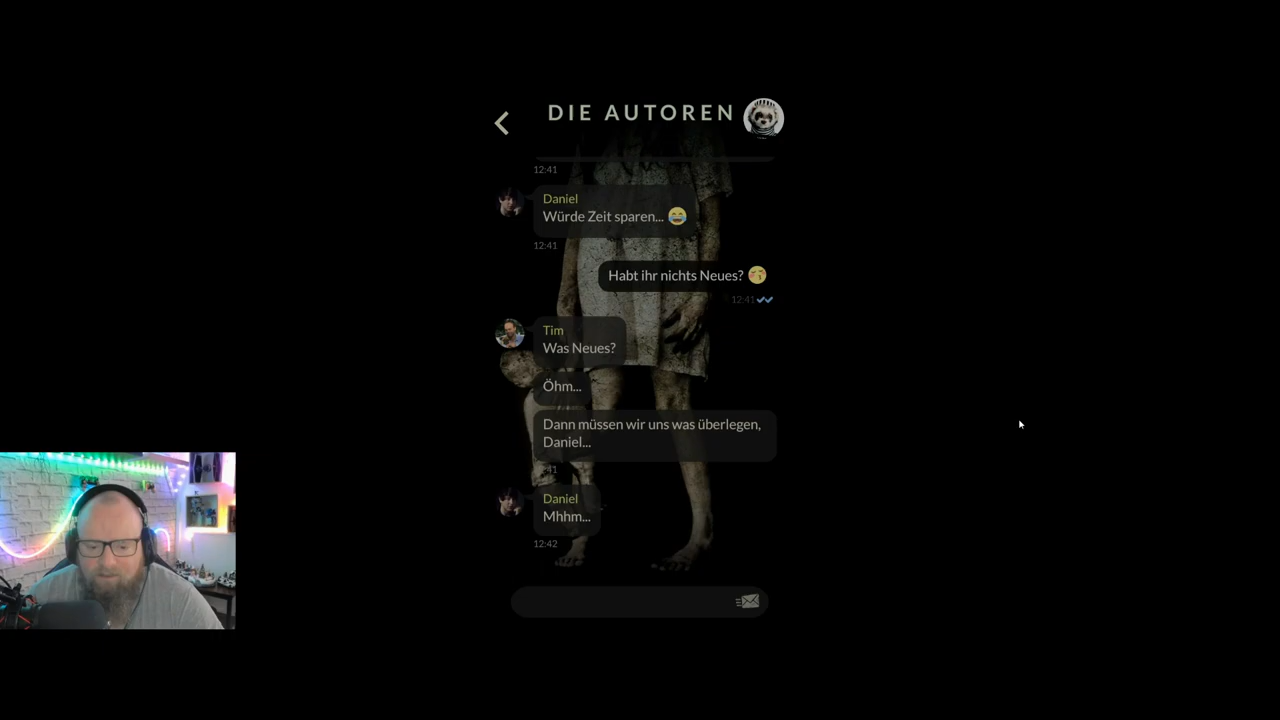 DIE AUTOREN
12:41
Daniel
Würde Zeit sparen... 😂
12:41
Habt ihr nichts Neues? 😚
12:41
Tim
Was Neues?
Öhm...
Dann müssen wir uns was überlegen,
Daniel...
:41
Daniel
Mhhm...
12:42